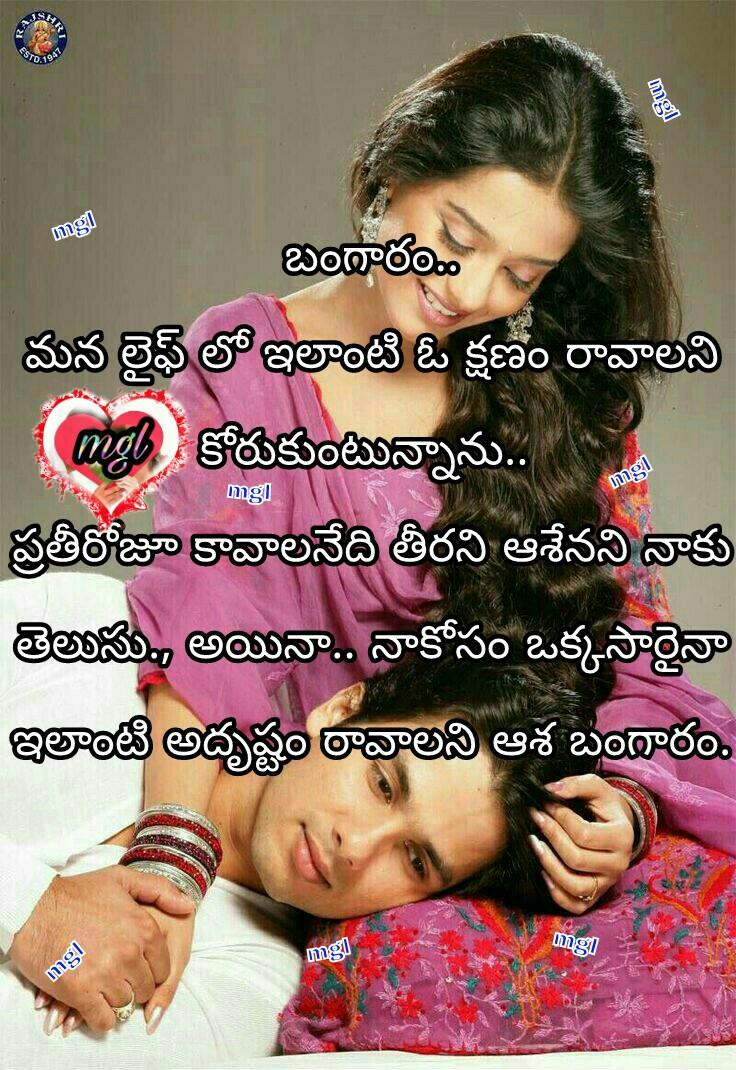 RAJSHRI
ESTD.1947
mgl
mgl
బంగారం..
మన లైఫ్ లో ఇలాంటి ఓ క్షణం రావాలని
mgl కోరుకుంటున్నాను..
mgl
mgl
ప్రతీరోజూ కావాలనేది తీరని ఆశేనని నాకు
తెలుసు., అయినా.. నాకోసం ఒక్కసారైనా
ఇలాంటి అదృష్టం రావాలని ఆశ బంగారం.
mgl
mgl
mgl